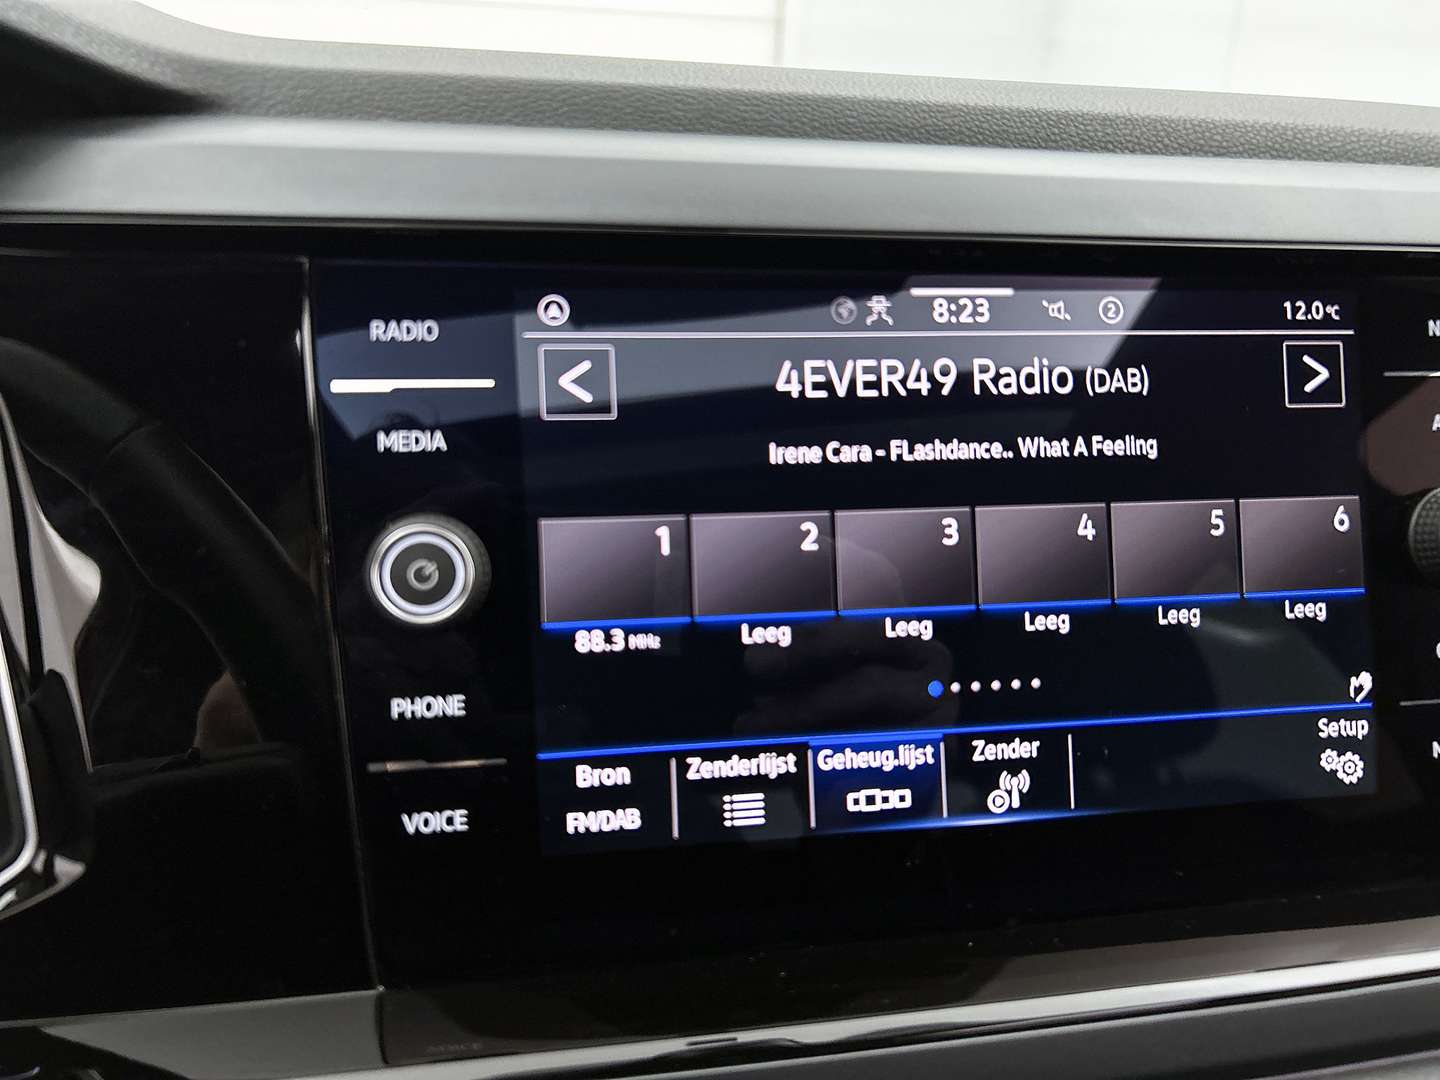 RADIO
MEDIA
PHONE
VOICE
8:23
2
12.0°C
<
4EVER49 Radio (DAB)
>
Irene Cara - FLashdance.. What A Feeling
1 2 3 4 5 6
88.3 MHz Leeg Leeg Leeg Leeg Leeg
Bron Zenderlijst Geheug.lijst Zender Setup
FM/DAB